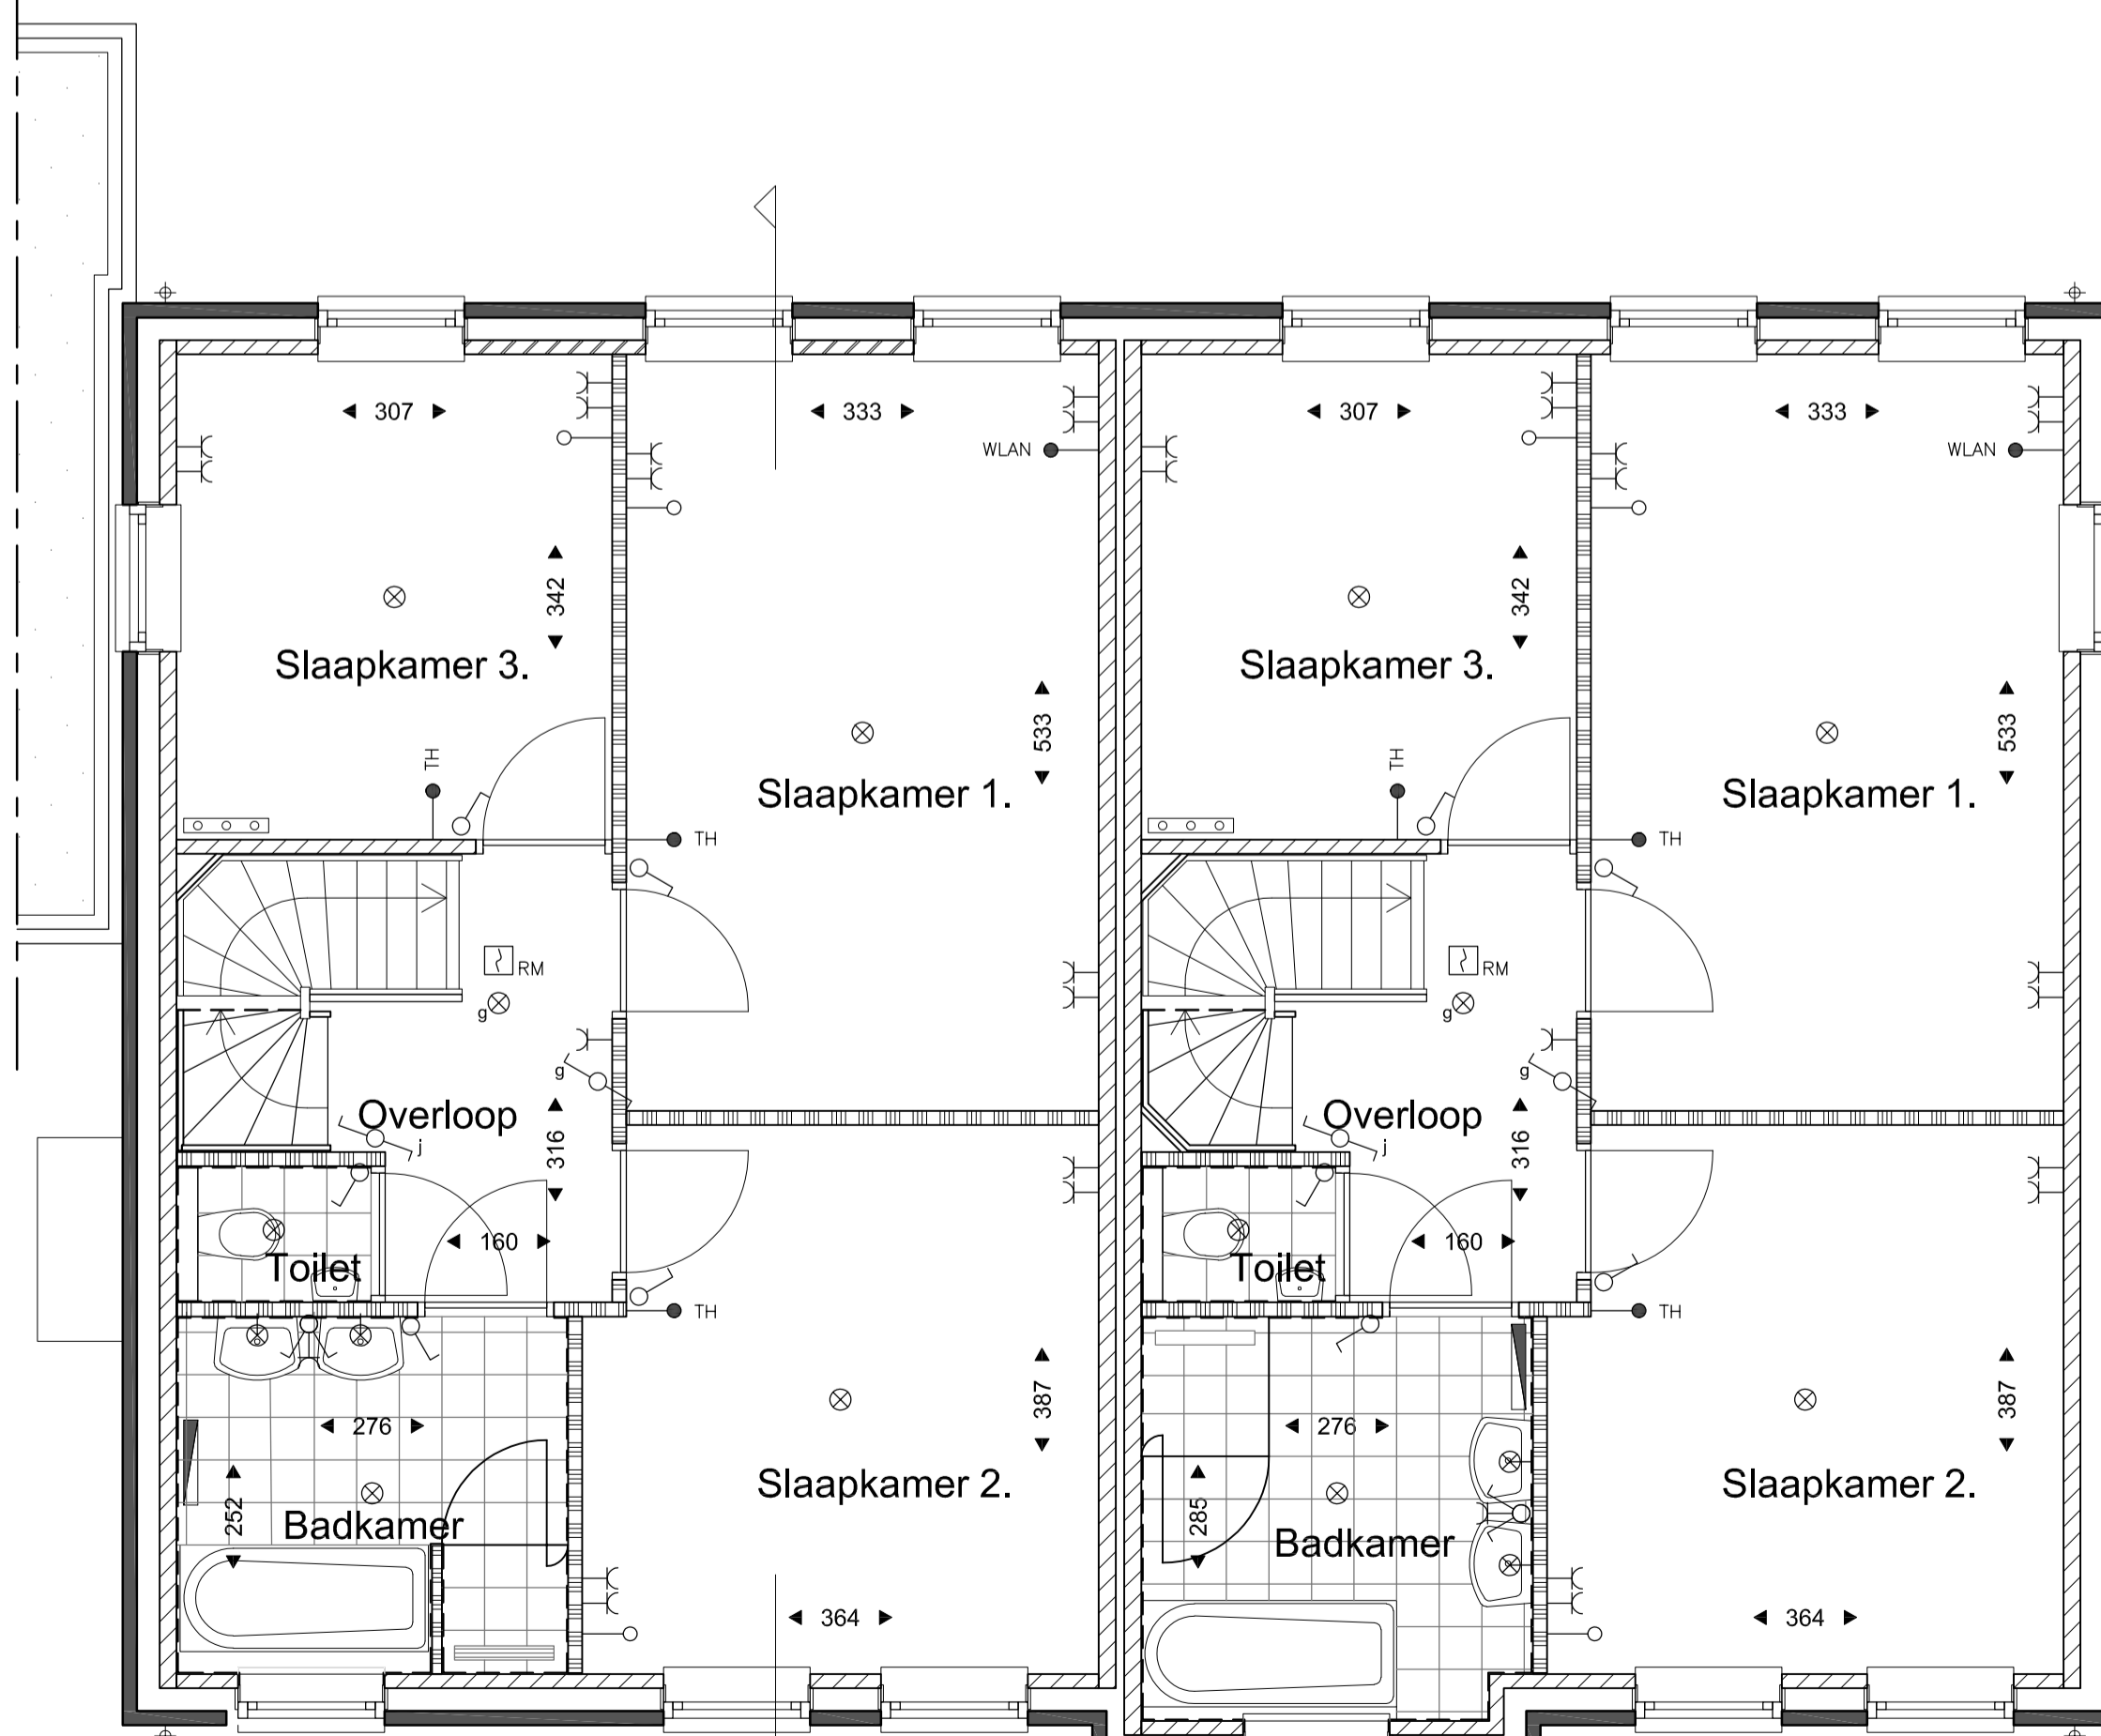 307
333
307
333
WLAN
WLAN
342
342
Slaapkamer 3.
Slaapkamer 3.
533
533
TH
TH
Slaapkamer 1.
Slaapkamer 1.
TH
TH
RM
RM
g
g
g
g
Overloop
Overloop
j
j
316
316
160
160
Toilet
Toilet
TH
TH
387
387
276
276
Slaapkamer 2.
Slaapkamer 2.
252
285
Badkamer
Badkamer
364
364